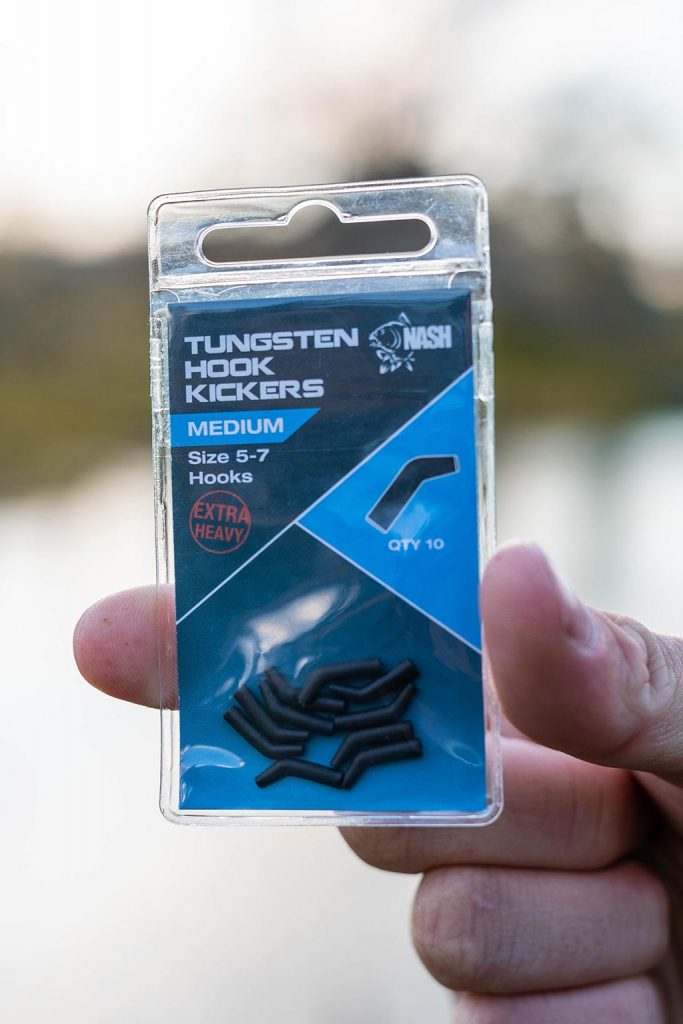 TUNGSTEN
HOOK
KICKERS
NASH
MEDIUM
Size 5-7
Hooks
EXTRA
HEAVY
QTY 10